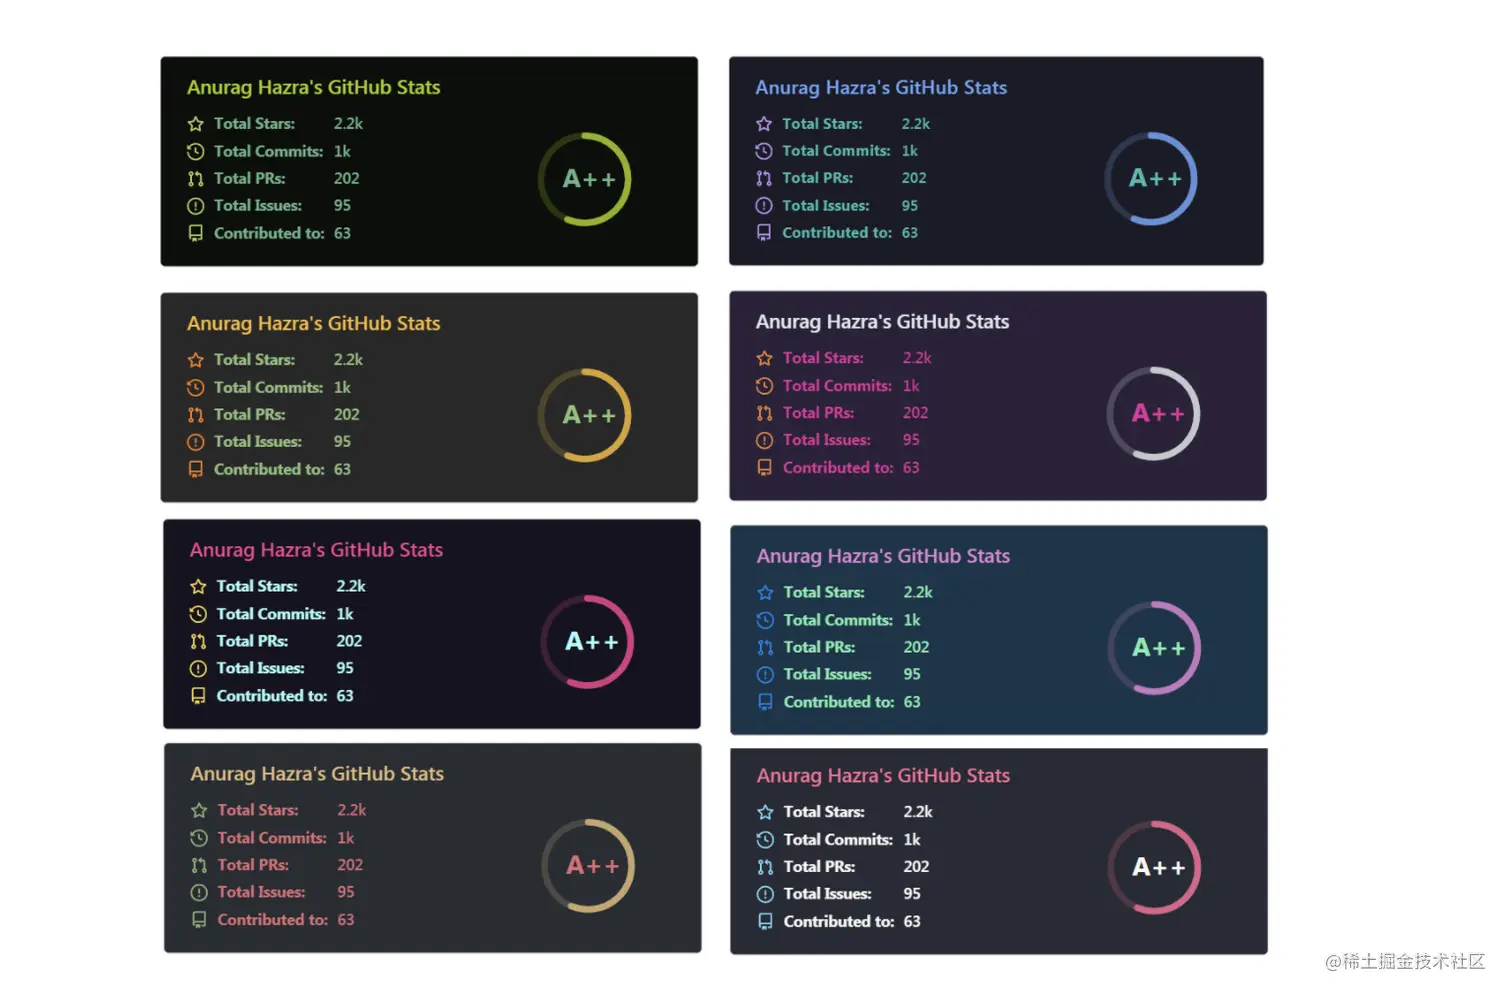 Anurag Hazra's GitHub Stats
Total Stars: 2.2k
Total Commits: 1k
Total PRs: 202
Total Issues: 95
Contributed to: 63
A++
Anurag Hazra's GitHub Stats
Total Stars: 2.2k
Total Commits: 1k
Total PRs: 202
Total Issues: 95
Contributed to: 63
A++
Anurag Hazra's GitHub Stats
Total Stars: 2.2k
Total Commits: 1k
Total PRs: 202
Total Issues: 95
Contributed to: 63
A++
Anurag Hazra's GitHub Stats
Total Stars: 2.2k
Total Commits: 1k
Total PRs: 202
Total Issues: 95
Contributed to: 63
A++
Anurag Hazra's GitHub Stats
Total Stars: 2.2k
Total Commits: 1k
Total PRs: 202
Total Issues: 95
Contributed to: 63
A++
Anurag Hazra's GitHub Stats
Total Stars: 2.2k
Total Commits: 1k
Total PRs: 202
Total Issues: 95
Contributed to: 63
A++
Anurag Hazra's GitHub Stats
Total Stars: 2.2k
Total Commits: 1k
Total PRs: 202
Total Issues: 95
Contributed to: 63
A++
Anurag Hazra's GitHub Stats
Total Stars: 2.2k
Total Commits: 1k
Total PRs: 202
Total Issues: 95
Contributed to: 63
A++
@稀土掘金技术社区